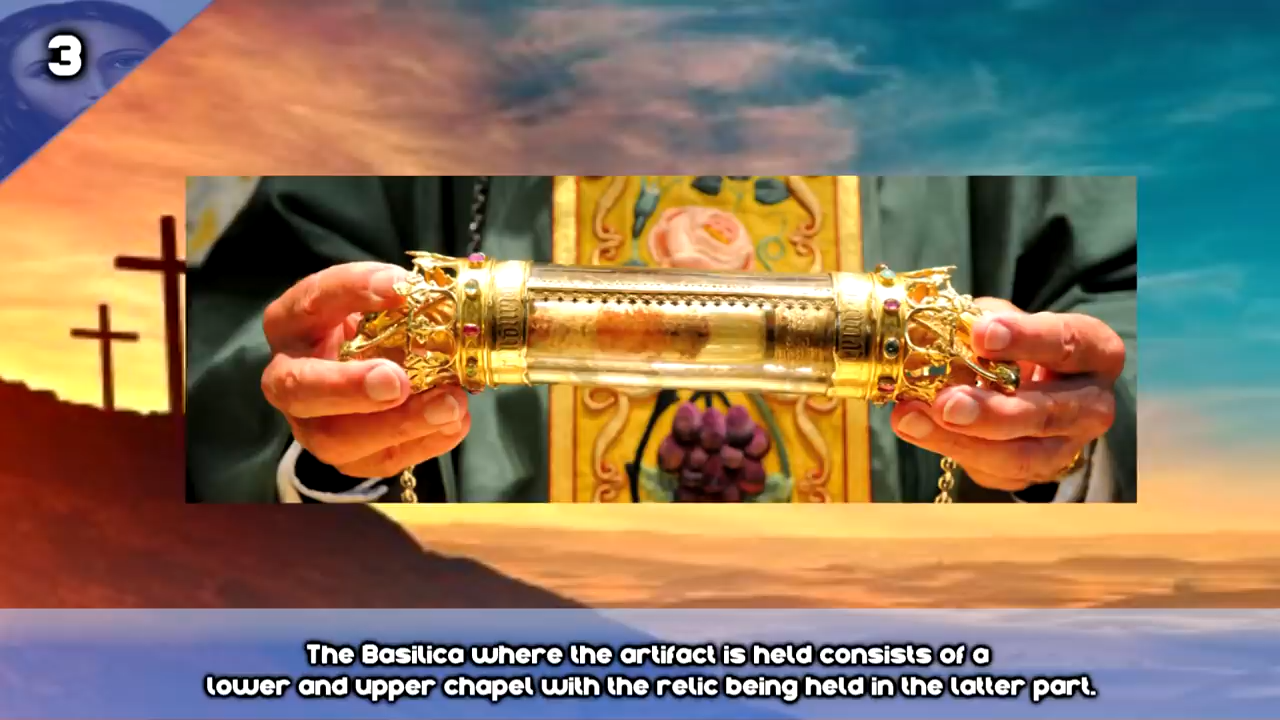 3
The Basilica where the artifact is held consists of a
lower and upper chapel with the relic being held in the latter part.